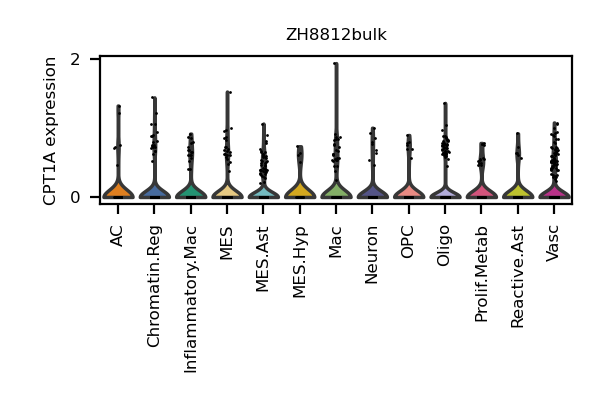 ZH8812bulk
CPT1A expression
2
0
AC
Chromatin.Reg
Inflammatory.Mac
MES
MES.Ast
MES.Hyp
Mac
Neuron
OPC
Oligo
Prolif.Metab
Reactive.Ast
Vasc